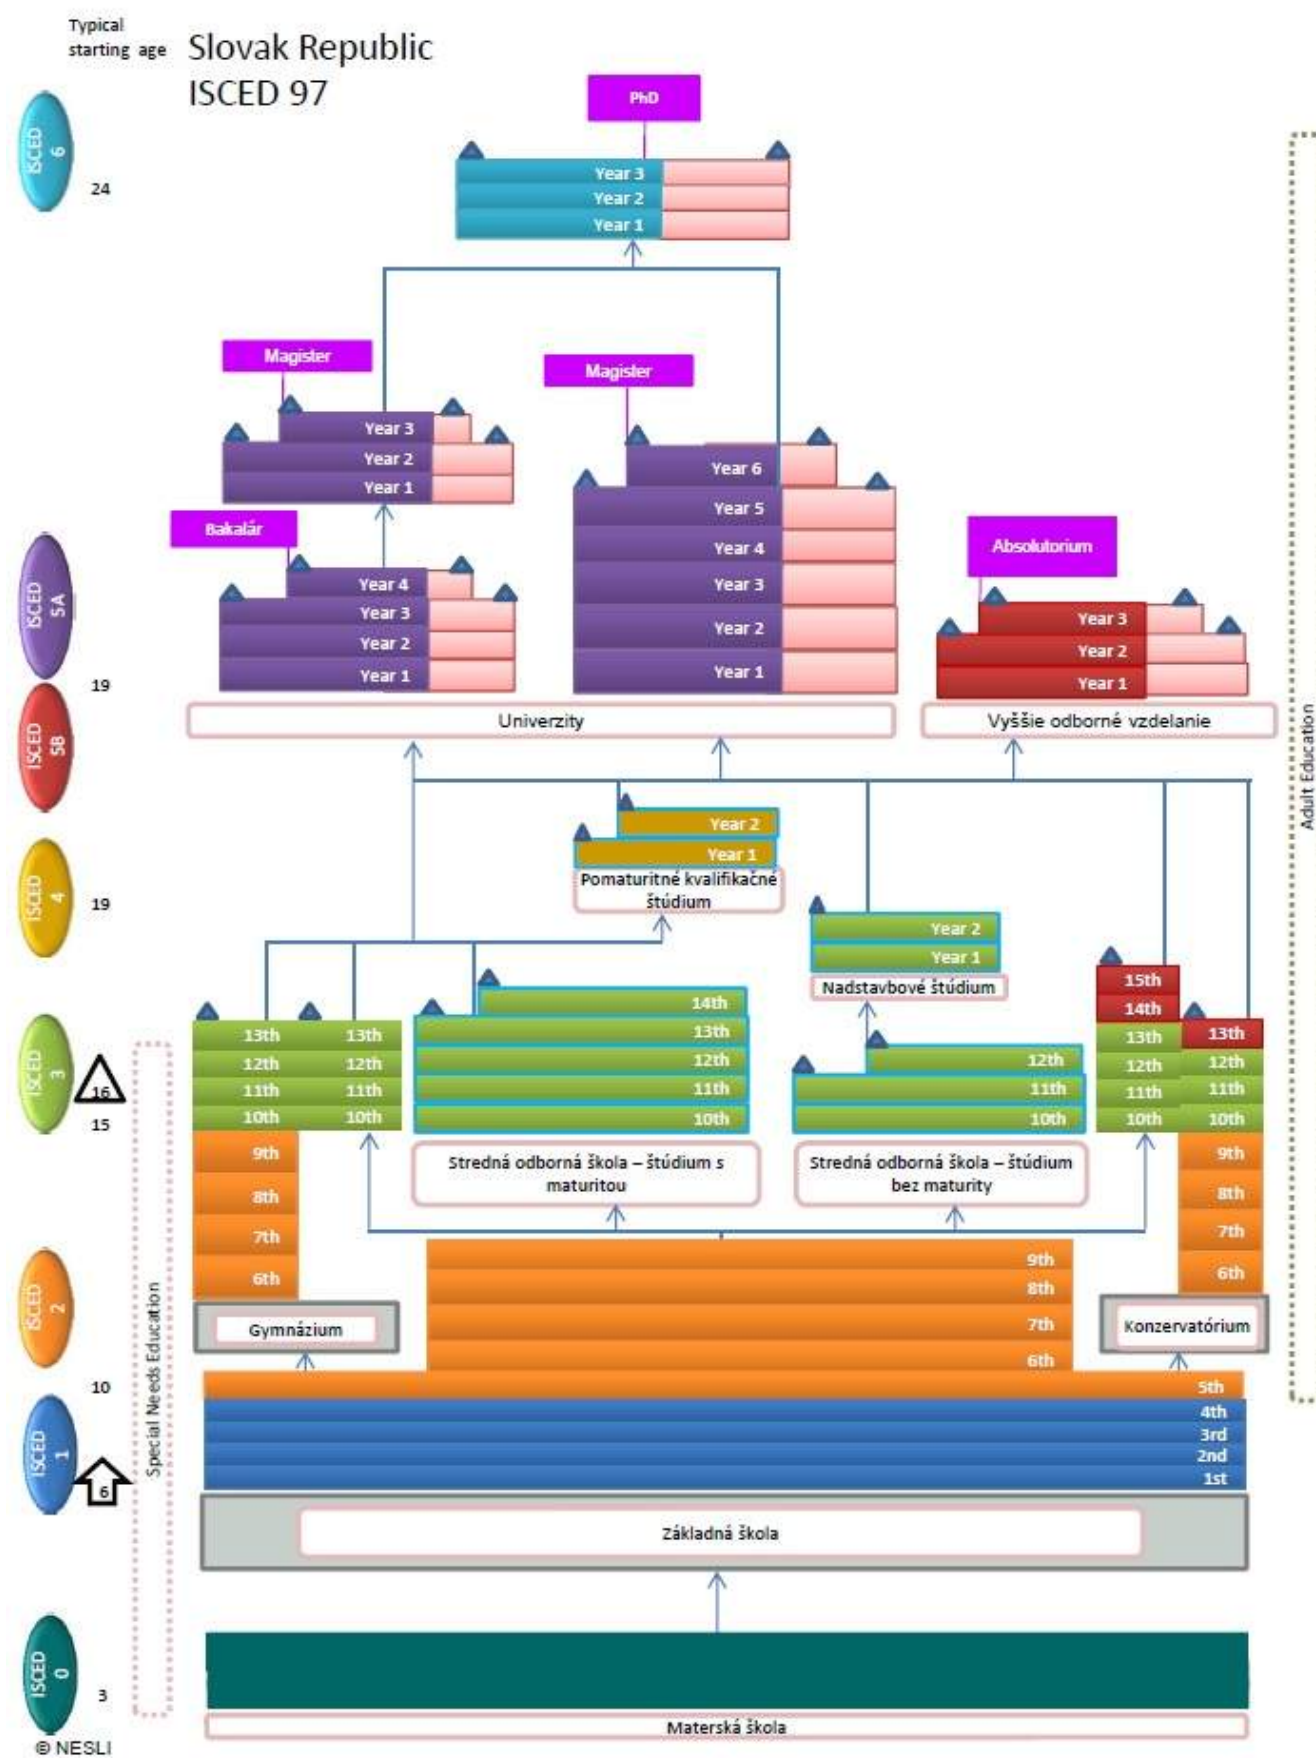 Typical
starting age
Slovak Republic
ISCED 97
PhD
ISCED
6
24
Year 3
Year 2
Year 1
Magister
Magister
Year 3
Year 2
Year 1
Year 6
Year 5
Year 4
Year 3
Year 2
Year 1
Bakalár
Year 4
Year 3
Year 2
Year 1
Absolutorium
Year 3
Year 2
Year 1
ISCED
5A
19
ISCED
5B
Univerzity
Vyššie odborné vzdelanie
Adult Education
Year 2
Year 1
Pomaturitné kvalifikačné
štúdium
ISCED
4
19
Year 2
Year 1
Nadstavbové štúdium
ISCED
3
16
15
13th
12th
11th
10th
9th
8th
7th
6th
13th
12th
11th
10th
14th
13th
12th
11th
10th
Stredná odborná škola – štúdium s
maturitou
12th
11th
10th
Stredná odborná škola – štúdium
bez maturity
15th
14th
13th
12th
11th
10th
13th
12th
11th
10th
9th
8th
7th
6th
ISCED
2
Gymnázium
9th
8th
7th
6th
Konzervatórium
Special Needs Education
10
5th
ISCED
1
6
4th
3rd
2nd
1st
Základná škola
ISCED
0
3
Materská škola
© NESLI